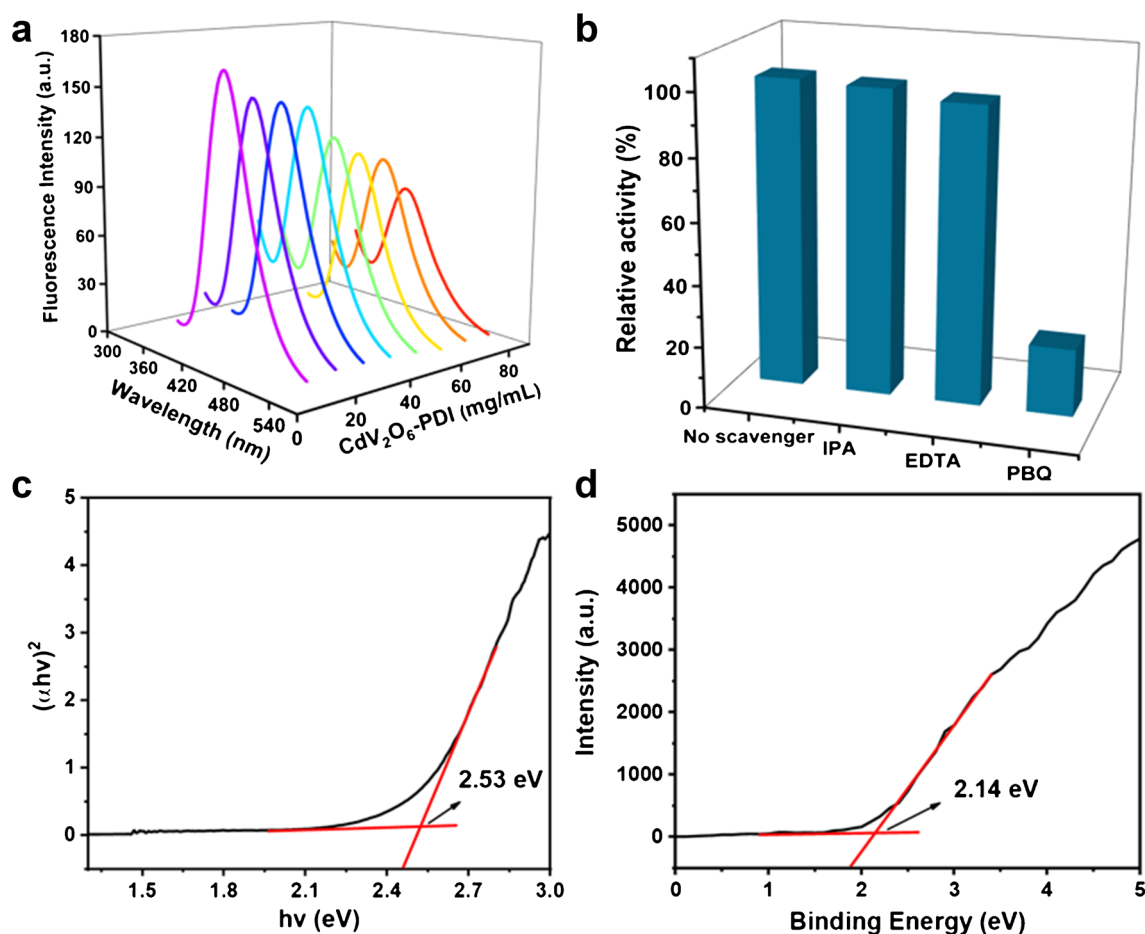 a
Fluorescence Intensity (a.u.)
180
150
120
90
60
30
0
300
360
420
480
540
Wavelength (nm)
0
20
40
60
80
CdV₂O₆-PDI (mg/mL)
b
Relative activity (%)
100
80
60
40
20
0
No scavenger
IPA
EDTA
PBQ
c
(αhν)²
5
4
3
2
1
0
2.53 eV
1.5 1.8 2.1 2.4 2.7 3.0
hν (eV)
d
Intensity (a.u.)
5000
4000
3000
2000
1000
0
2.14 eV
0 1 2 3 4 5
Binding Energy (eV)